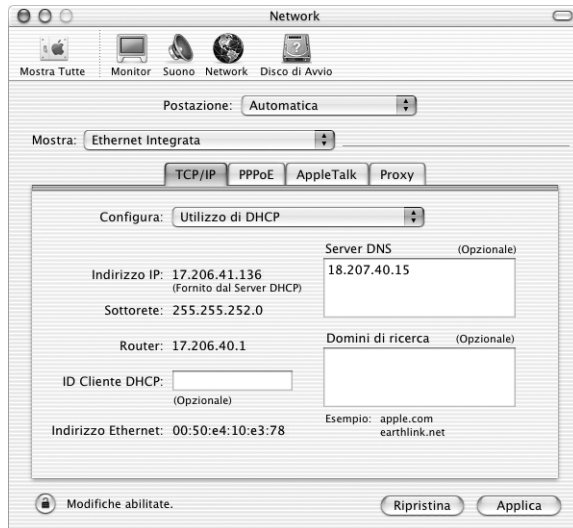 Network
Mostra Tutte
Monitor
Suono
Network
Disco di Avvio
Postazione: Automatica
Mostra: Ethernet Integrata
TCP/IP
PPPoE
AppleTalk
Proxy
Configura: Utilizzo di DHCP
Indirizzo IP: 17.206.41.136
(Fornito dal Server DHCP)
Sottorete: 255.255.252.0
Router: 17.206.40.1
ID Cliente DHCP:
(Opzionale)
Indirizzo Ethernet: 00:50:e4:10:e3:78
Server DNS (Opzionale)
18.207.40.15
Domini di ricerca (Opzionale)
Esempio: apple.com
earthlink.net
Modifiche abilitate.
Ripristina
Applica